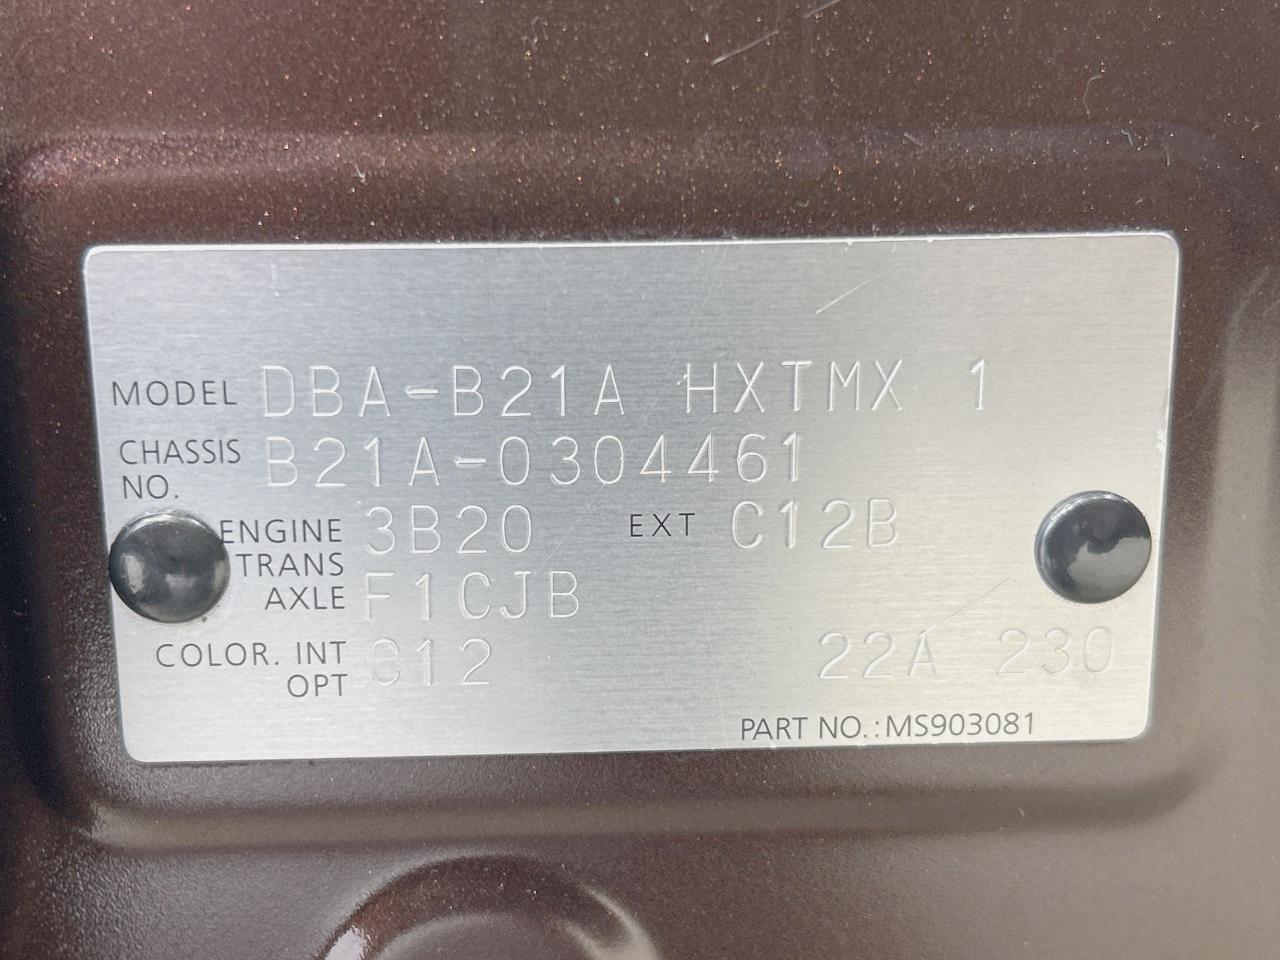 MODEL DBA-B21A HXTMX 1
CHASSIS NO. B21A-0304461
ENGINE 3B20 EXT C12B
TRANS AXLE F1CJB
COLOR. INT OPT C12 22A 230
PART NO.: MS903081